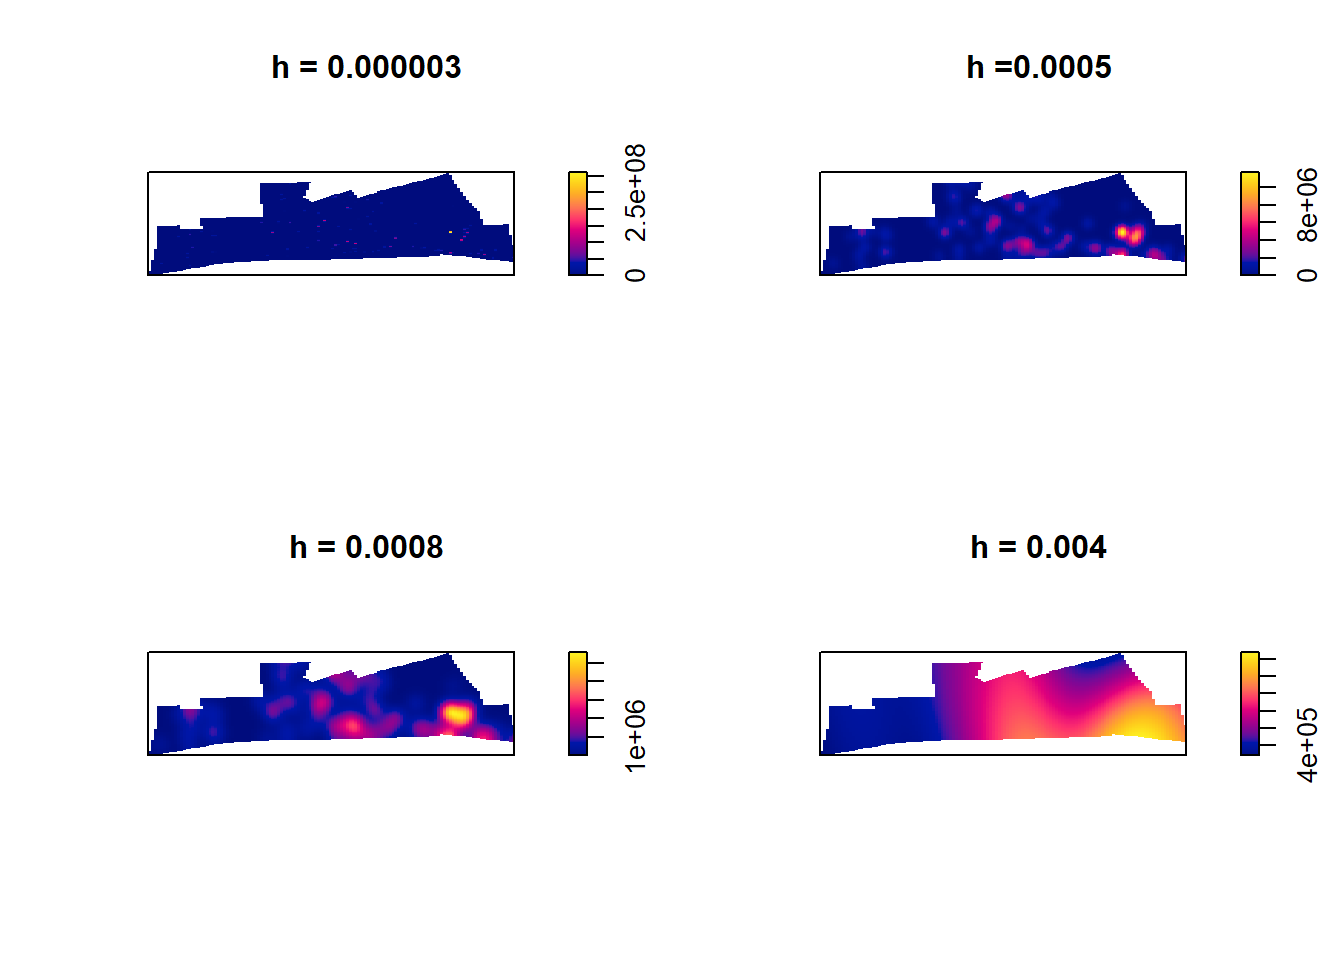 h = 0.000003
0
2.5e+08
h =0.0005
0
8e+06
h = 0.0008
1e+06
h = 0.004
4e+05